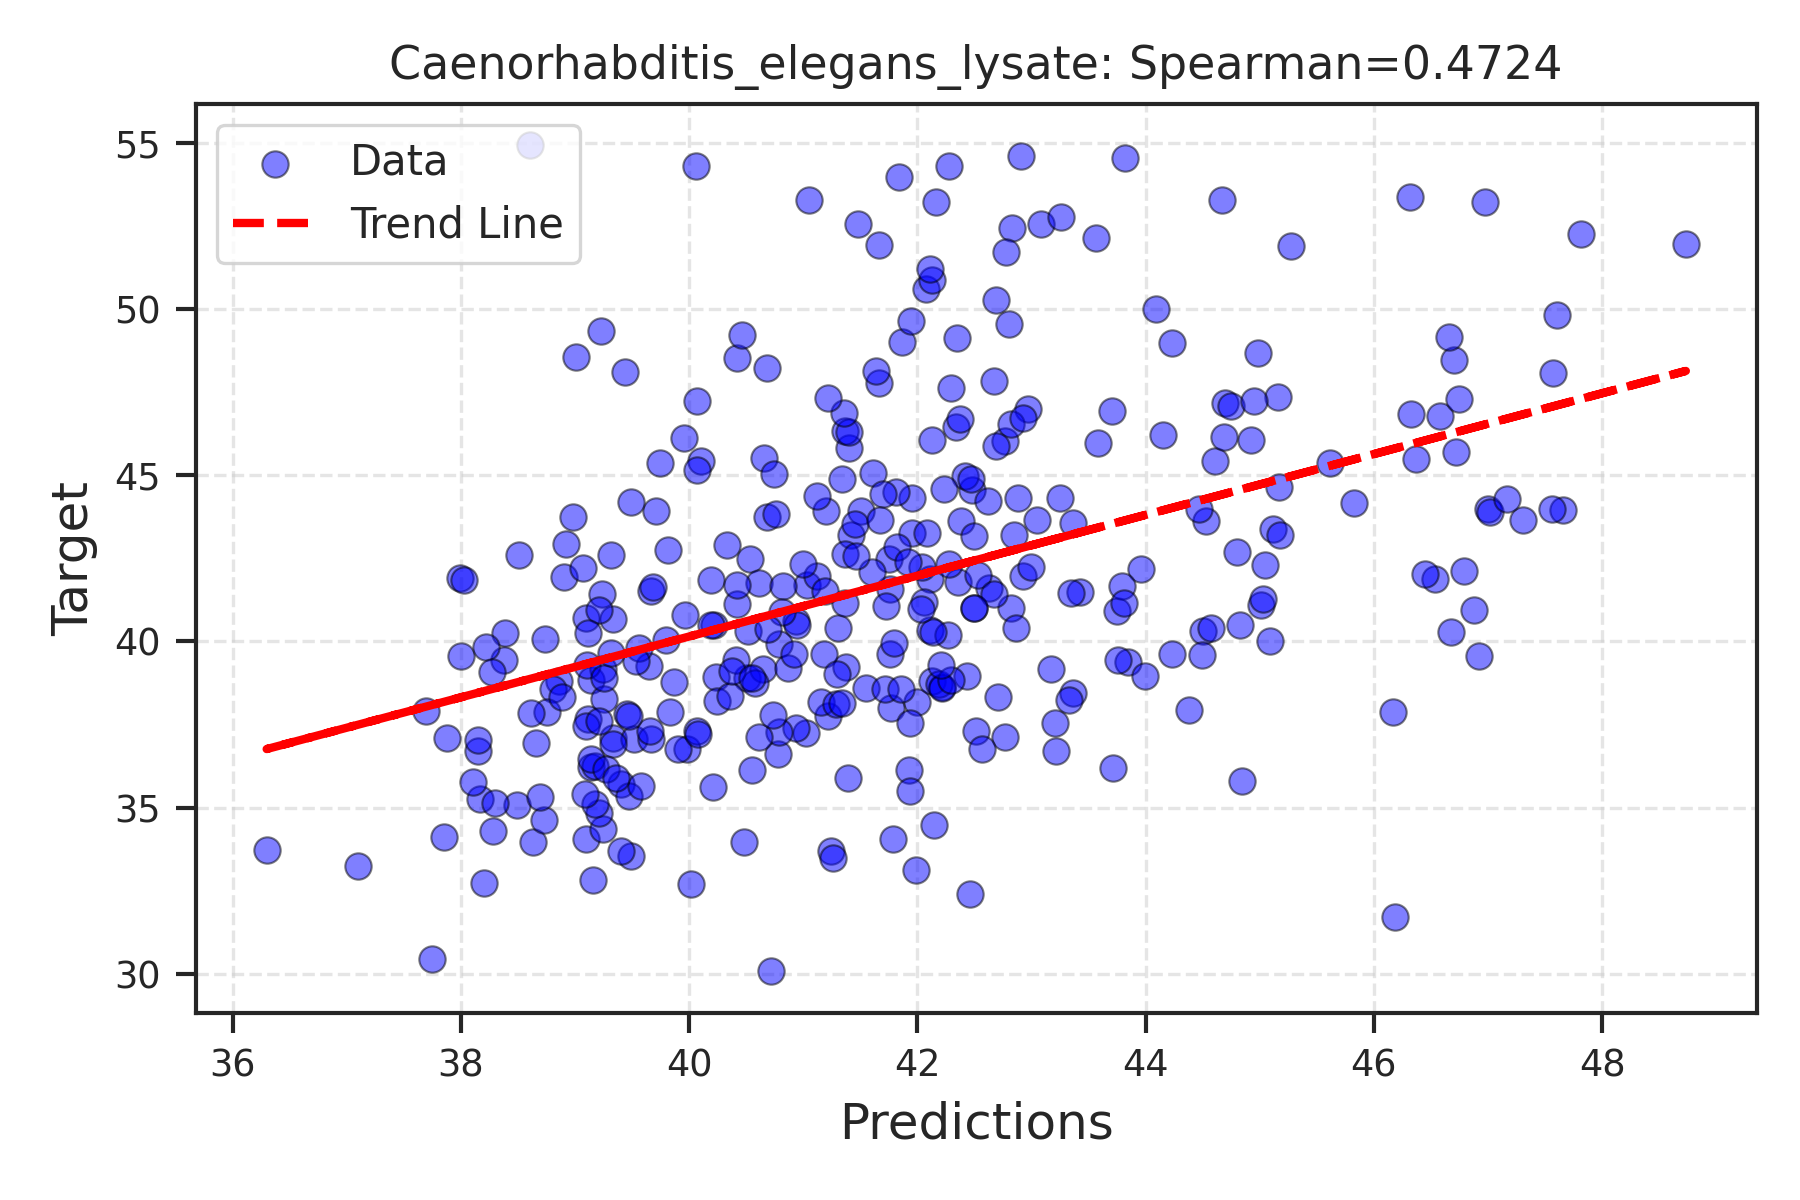 Caenorhabditis_elegans_lysate: Spearman=0.4724
Data
Trend Line
55
50
45
40
35
30
Target
36 38 40 42 44 46 48
Predictions